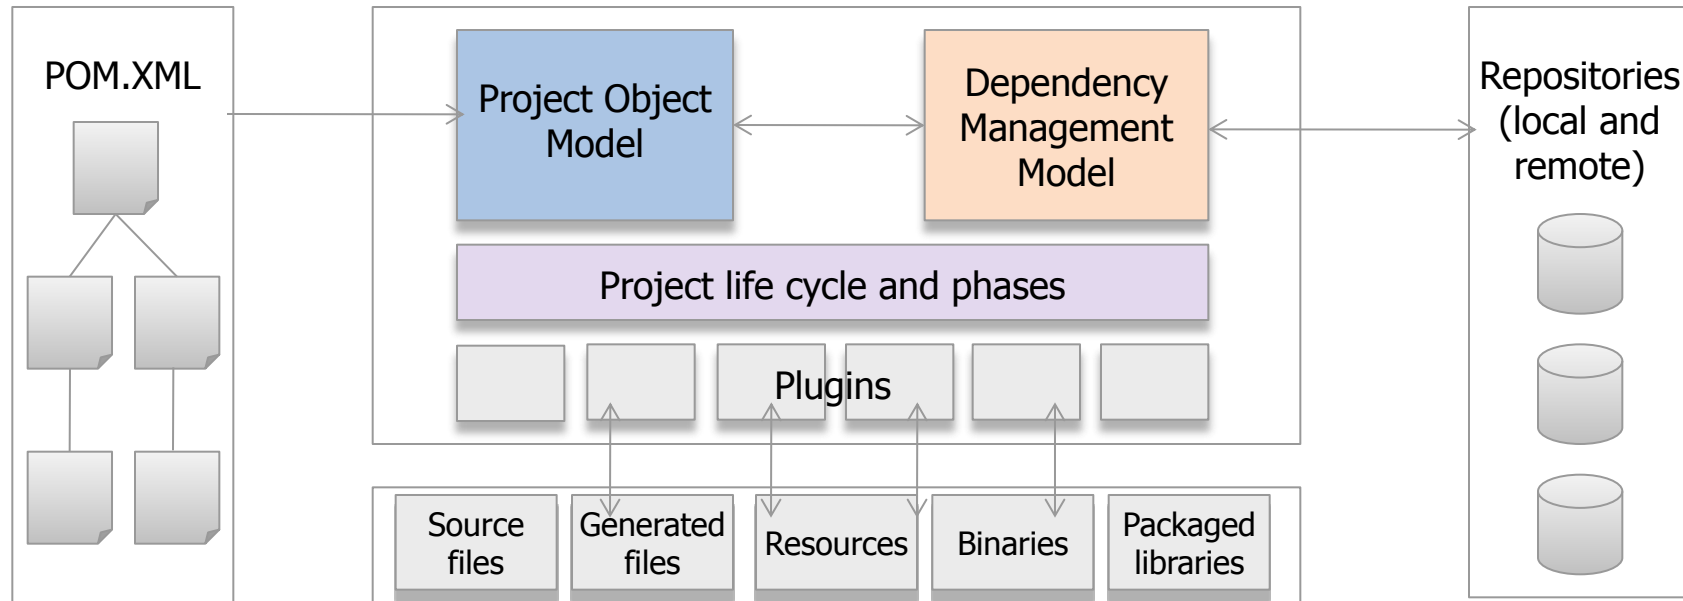 POM.XML
Project Object
Model
Dependency
Management
Model
Repositories
(local and
remote)
Project life cycle and phases
Plugins
Source
files
Generated
files
Resources
Binaries
Packaged
libraries